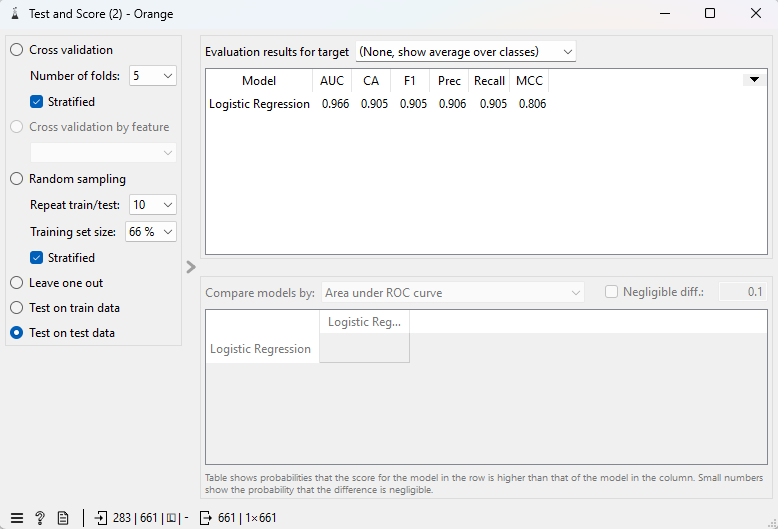 Test and Score (2) - Orange
Cross validation
Number of folds: 5
Stratified
Cross validation by feature
Random sampling
Repeat train/test: 10
Training set size: 66 %
Stratified
Leave one out
Test on train data
Test on test data
Evaluation results for target (None, show average over classes)
Model AUC CA F1 Prec Recall MCC
Logistic Regression 0.966 0.905 0.905 0.906 0.905 0.806
Compare models by: Area under ROC curve Negligible diff.: 0.1
Logistic Reg...
Logistic Regression
Table shows probabilities that the score for the model in the row is higher than that of the model in the column. Small numbers
show the probability that the difference is negligible.
283 | 661 | - 661 | 1×661